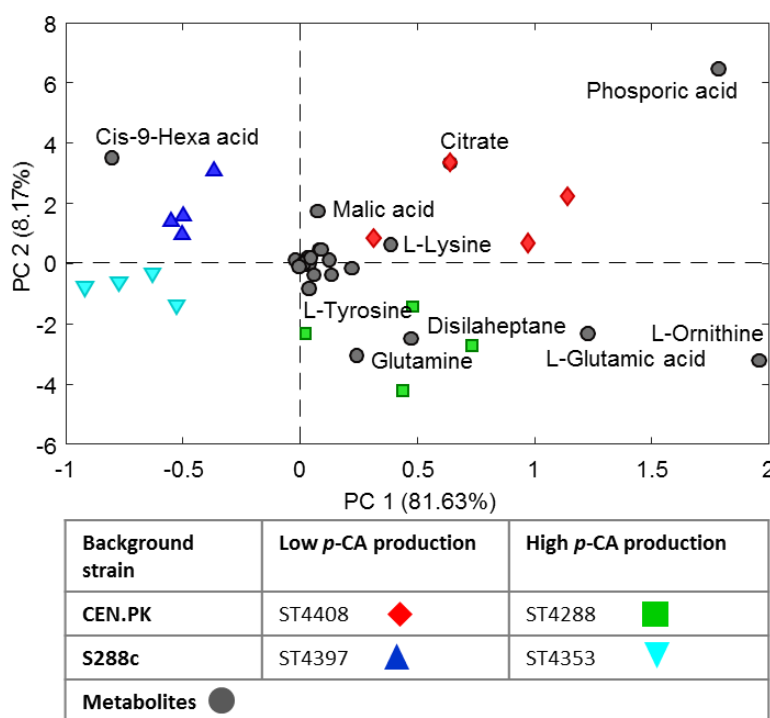 8
6
4
2
0
-2
-4
-6
PC 2 (8.17%)
Phosporic acid
Cis-9-Hexa acid
Citrate
Malic acid
L-Lysine
L-Tyrosine
Disilaheptane
L-Ornithine
Glutamine
L-Glutamic acid
-1 -0.5 0 0.5 1 1.5 2
PC 1 (81.63%)
Background strain Low p-CA production High p-CA production
CEN.PK ST4408 ST4288
S288c ST4397 ST4353
Metabolites